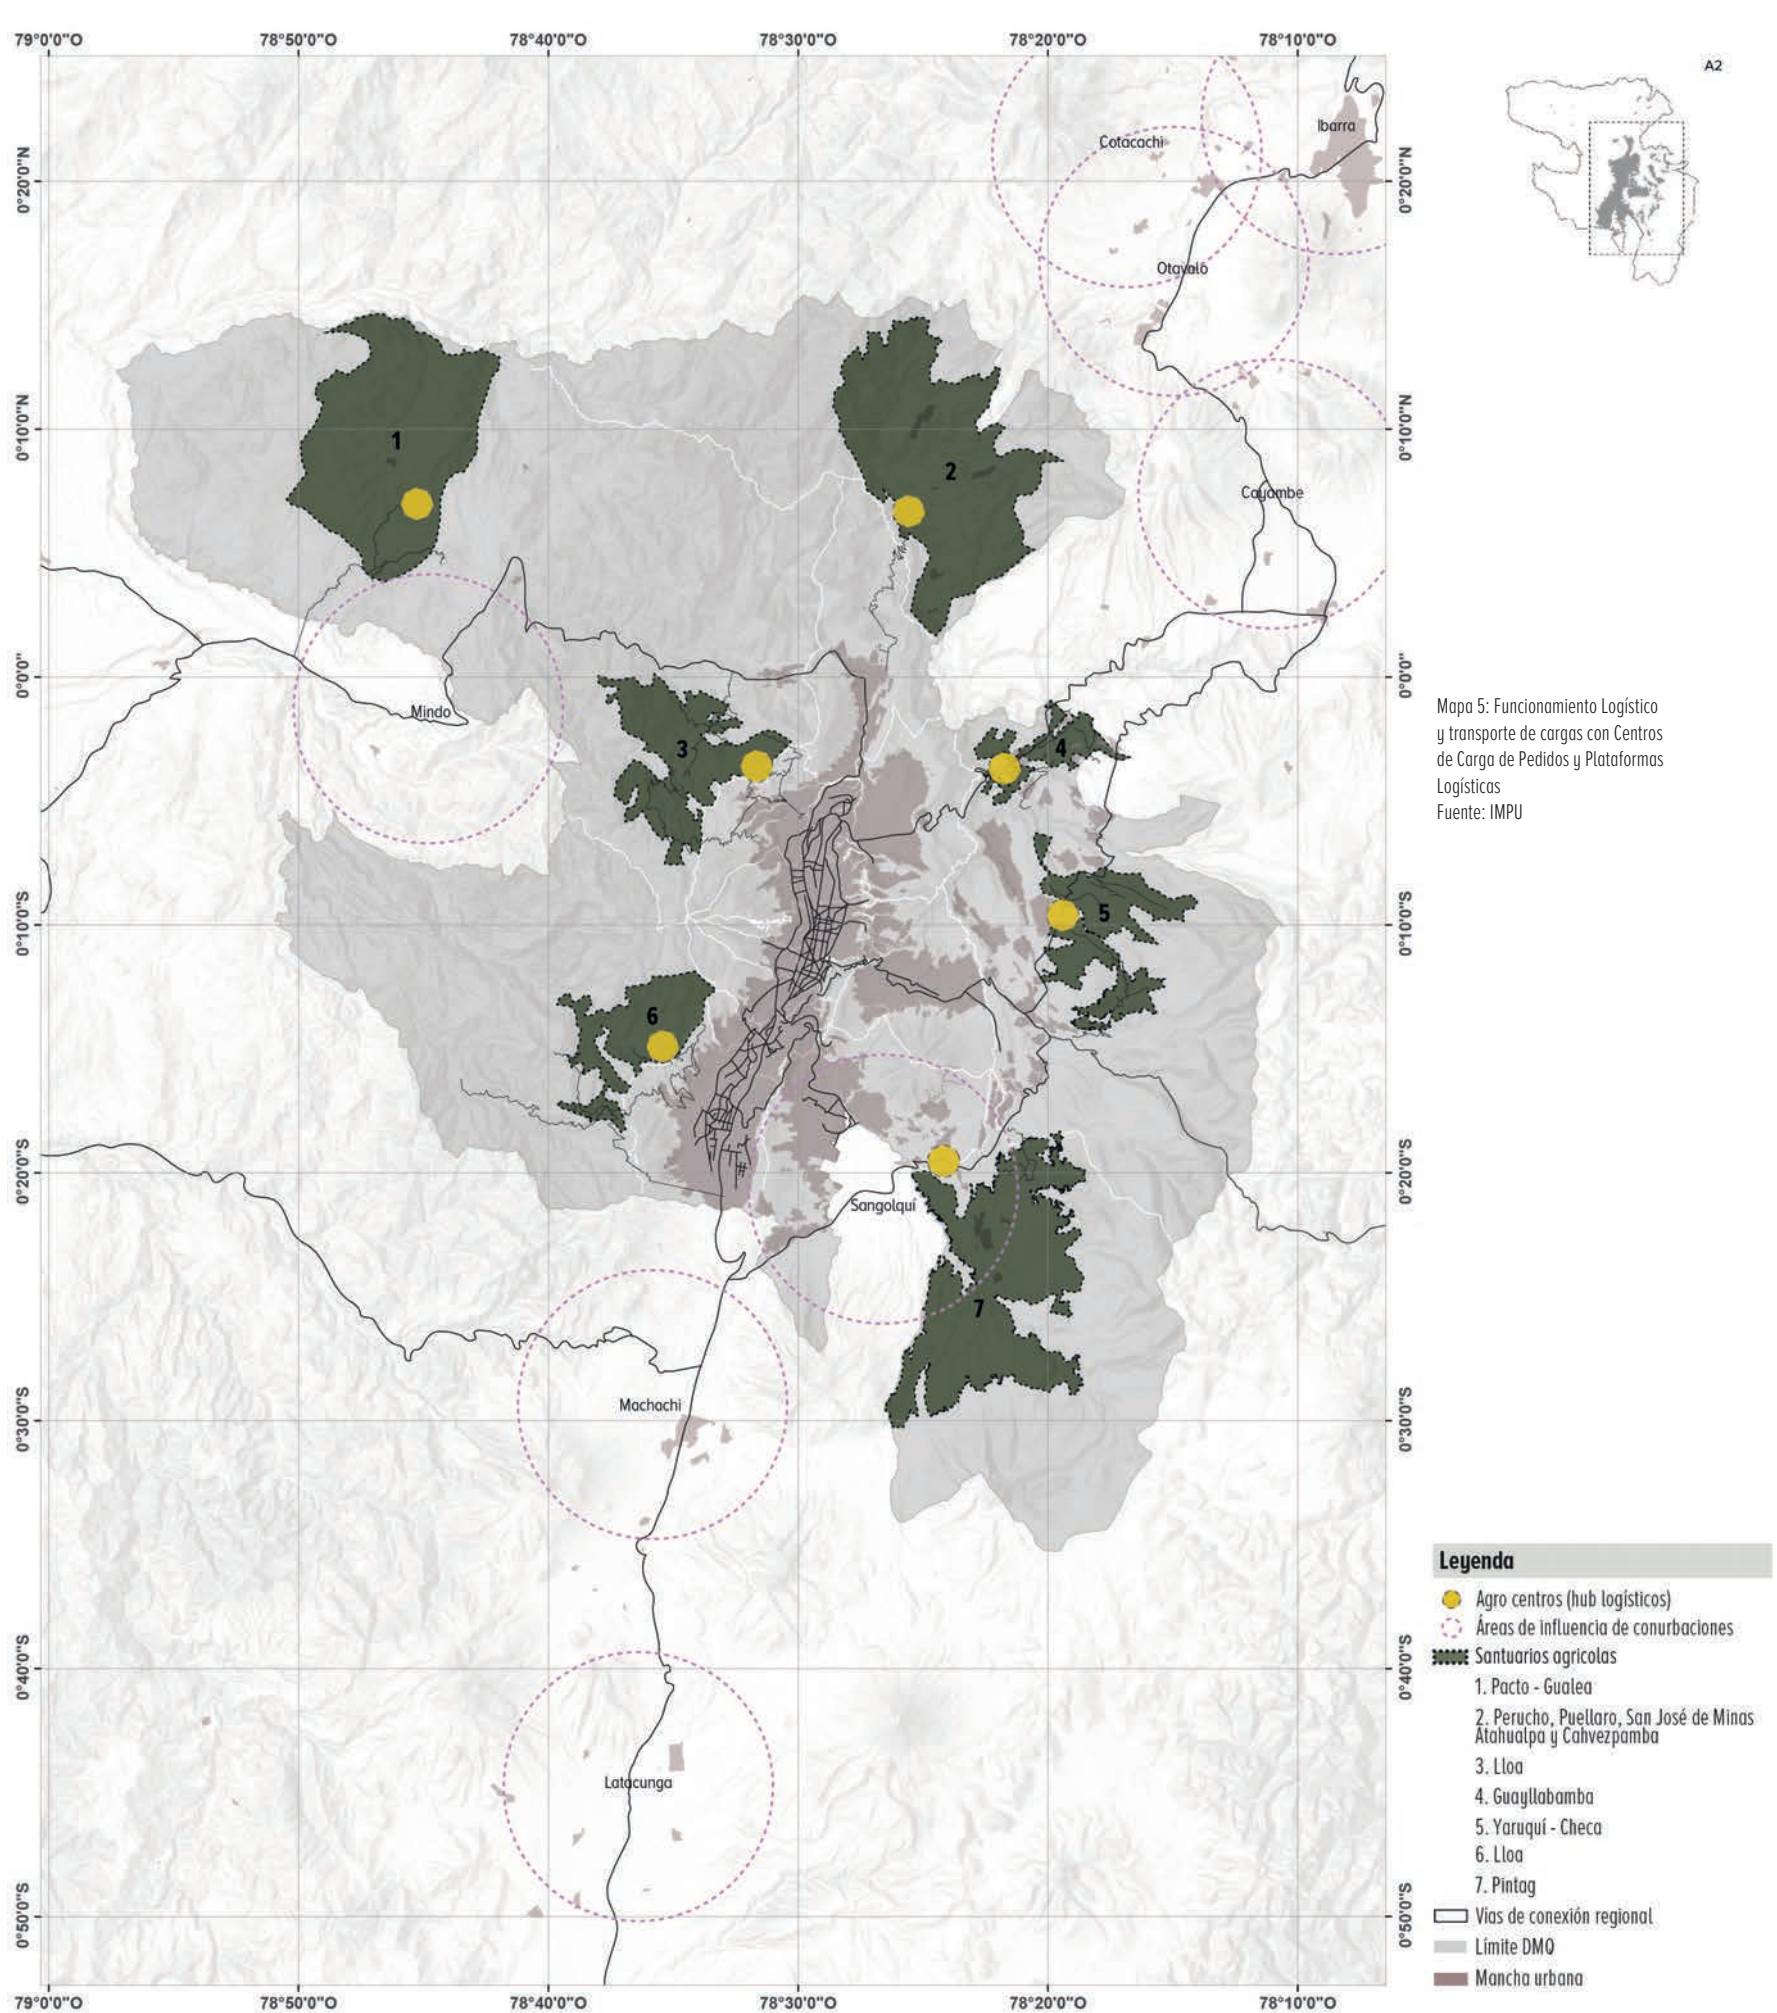 79°0'0"O 78°50'0"O 78°40'0"O 78°30'0"O 78°20'0"O 78°10'0"O
A2
Ibarra
Cotacachi
0°20'0"N 0°20'0"N
Otavaló
1
0°10'0"N 0°10'0"N
2
Cayambe
0°0'0" 0°0'0"
Mindo
3
4
Mapa 5: Funcionamiento Logístico
y transporte de cargas con Centros
de Carga de Pedidos y Plataformas
Logísticas
Fuente: IMPU
5
0°10'0"S 0°10'0"S
6
0°20'0"S 0°20'0"S
Sangolquí
7
Machachi
0°30'0"S 0°30'0"S
Leyenda
Agro centros (hub logísticos)
Áreas de influencia de conurbaciones
Santuarios agricolas
1. Pacto - Gualea
2. Perucho, Puellaro, San José de Minas
Atahualpa y Cahvezpamba
3. Lloa
4. Guayllabamba
5. Yaruquí - Checa
6. Lloa
7. Pintag
Vias de conexión regional
Límite DMQ
Mancha urbana
0°40'0"S 0°40'0"S
Latacunga
0°50'0"S 0°50'0"S
79°0'0"O 78°50'0"O 78°40'0"O 78°30'0"O 78°20'0"O 78°10'0"O